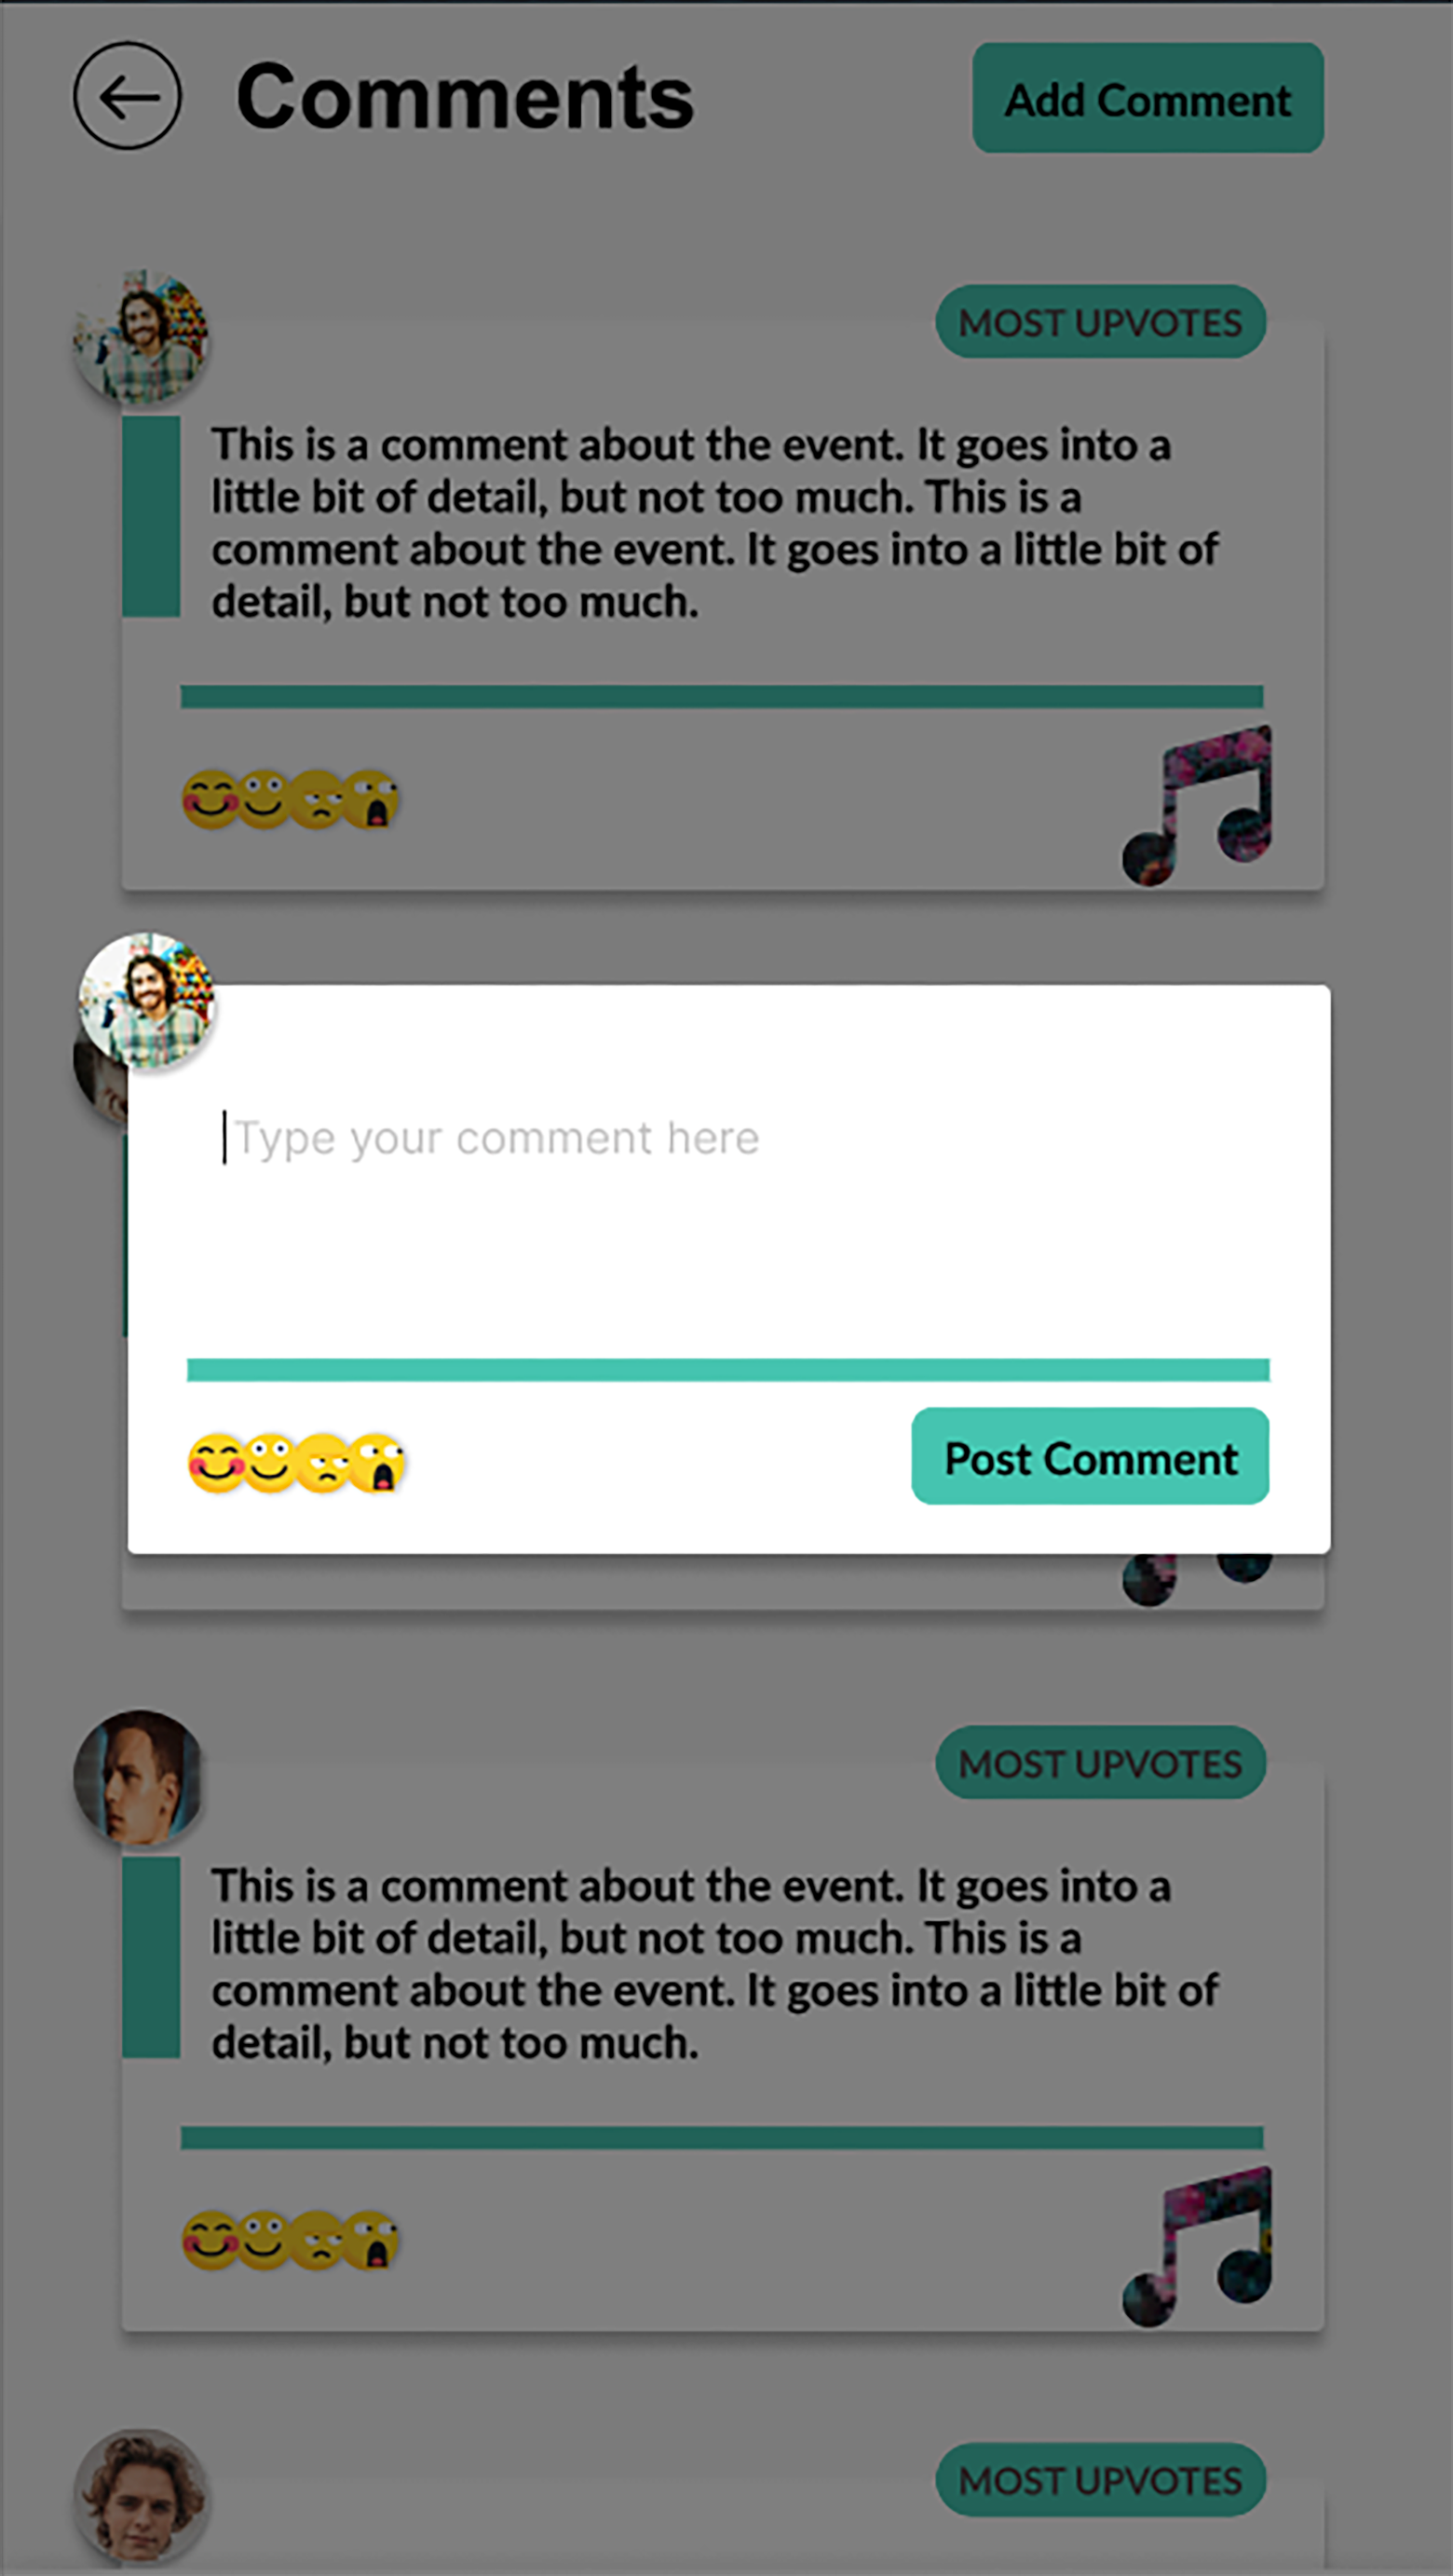 Comments
Add Comment
MOST UPVOTES
This is a comment about the event. It goes into a
little bit of detail, but not too much. This is a
comment about the event. It goes into a little bit of
detail, but not too much.
Type your comment here
Post Comment
MOST UPVOTES
This is a comment about the event. It goes into a
little bit of detail, but not too much. This is a
comment about the event. It goes into a little bit of
detail, but not too much.
MOST UPVOTES